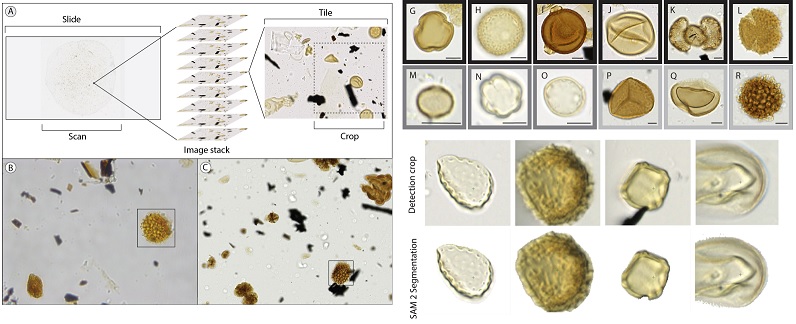 A
Slide
Tile
Scan
Crop
Image stack
B
C
G
H
I
J
K
L
M
N
O
P
Q
R
Detection crop
SAM 2 Segmentation